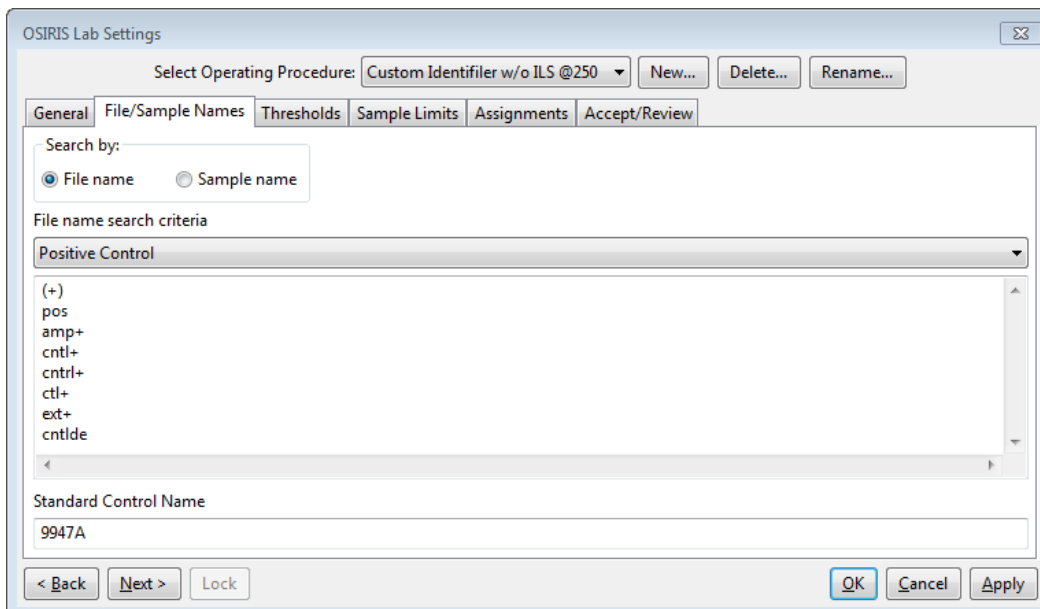 OSIRIS Lab Settings
Select Operating Procedure: Custom Identifiler w/o ILS @250 New... Delete... Rename...
General File/Sample Names Thresholds Sample Limits Assignments Accept/Review
Search by:
File name Sample name
File name search criteria
Positive Control
(+)
pos
amp+
cntl+
cntrl+
ctl+
ext+
cntlde
Standard Control Name
9947A
< Back Next > Lock OK Cancel Apply